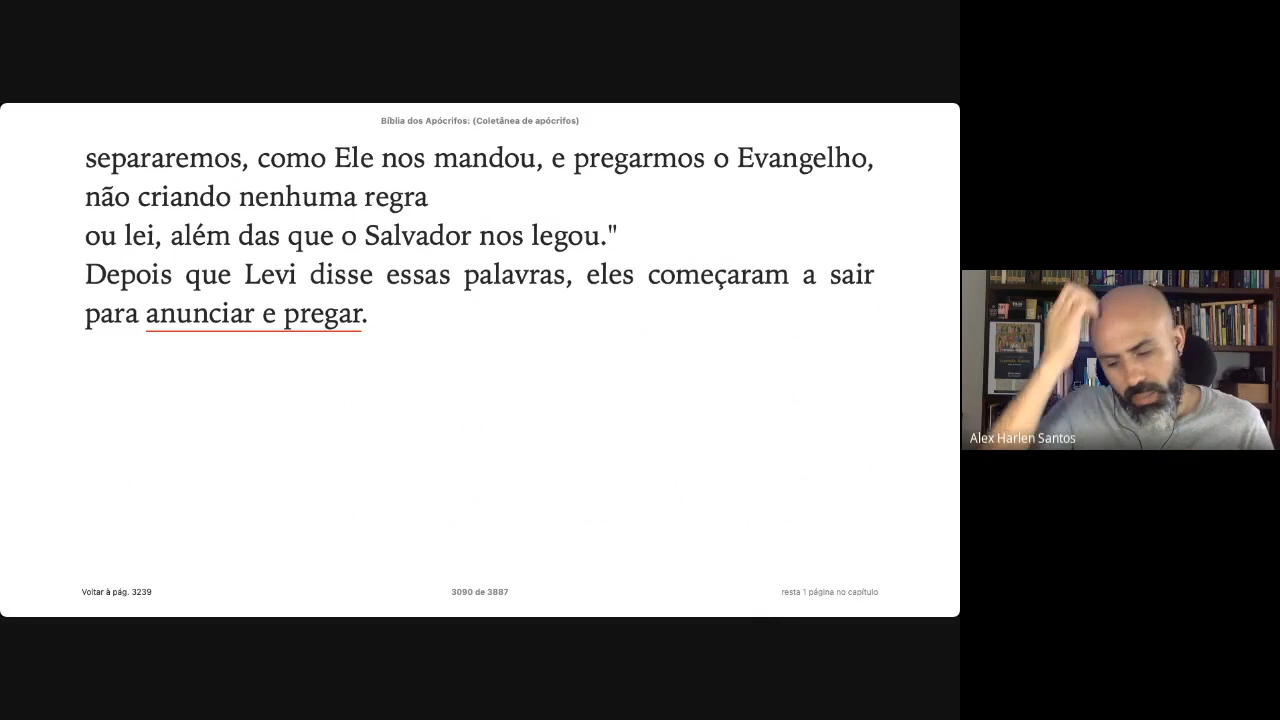 Bíblia dos Apócrifos: (Coletânea de apócrifos)
separaremos, como Ele nos mandou, e pregarmos o Evangelho,
não criando nenhuma regra
ou lei, além das que o Salvador nos legou."
Depois que Levi disse essas palavras, eles começaram a sair
para anunciar e pregar.
Voltar à pág. 3239
3090 de 3887
resta 1 página no capítulo
Alex Harlen Santos